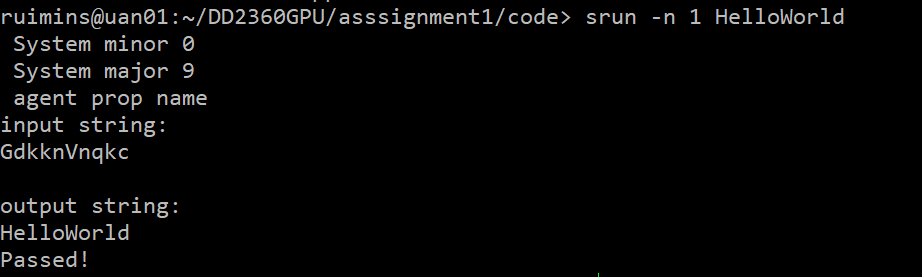 ruimins@uan01:~/DD2360GPU/asssignment1/code> srun -n 1 HelloWorld
 System minor 0
 System major 9
 agent prop name
input string:
GdkknVnqkc

output string:
HelloWorld
Passed!